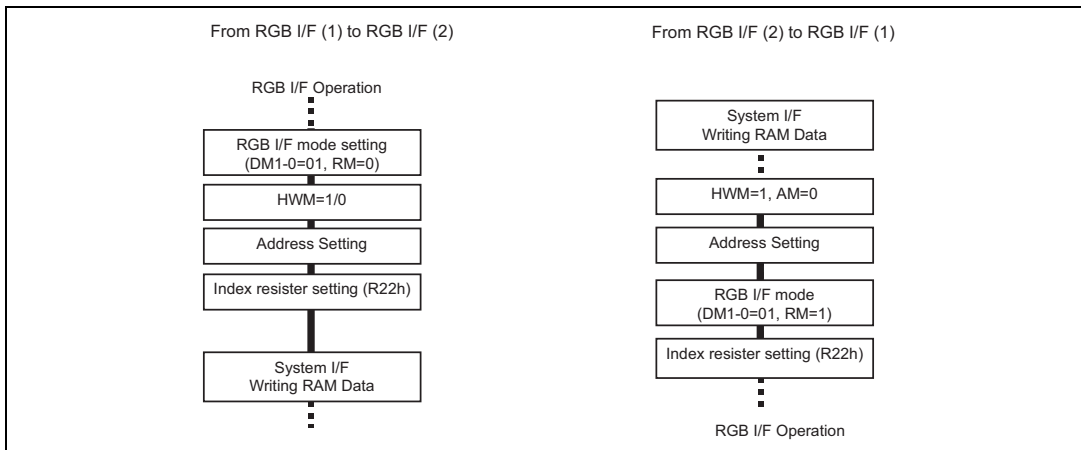 From RGB I/F (1) to RGB I/F (2)
RGB I/F Operation
RGB I/F mode setting
(DM1-0=01, RM=0)
HWM=1/0
Address Setting
Index resister setting (R22h)
System I/F
Writing RAM Data
From RGB I/F (2) to RGB I/F (1)
System I/F
Writing RAM Data
HWM=1, AM=0
Address Setting
RGB I/F mode
(DM1-0=01, RM=1)
Index resister setting (R22h)
RGB I/F Operation